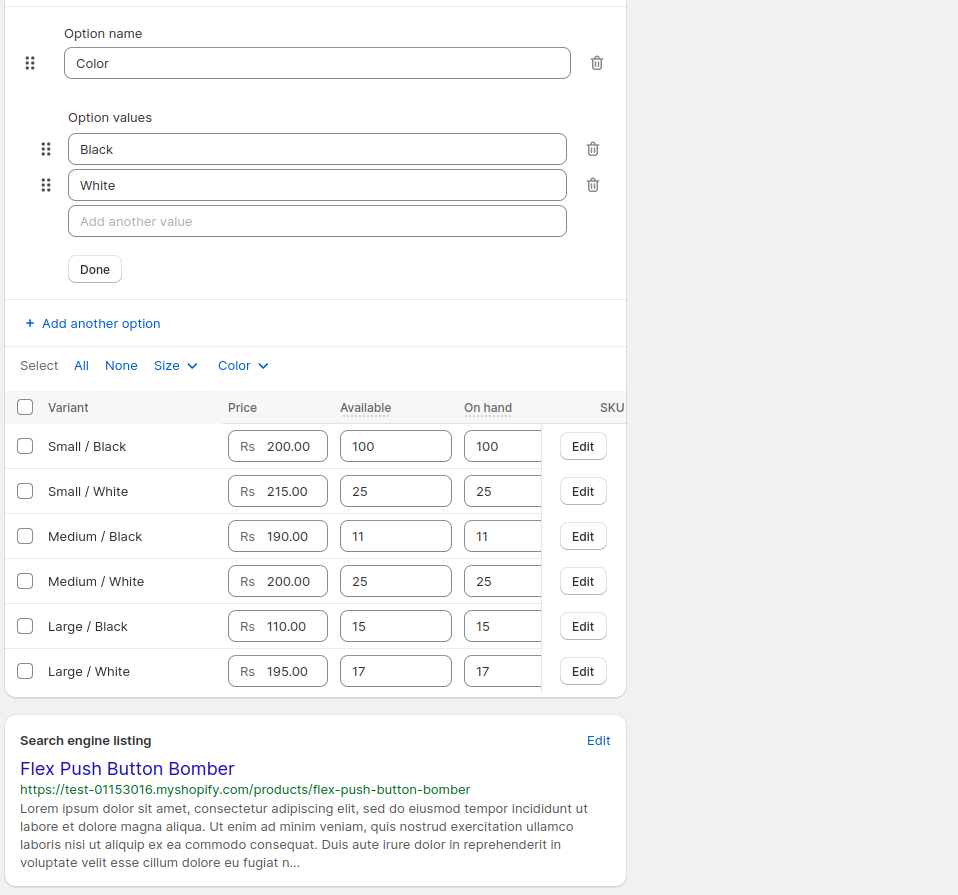 Option name
Color
Option values
Black
White
Add another value
Done
+ Add another option
Select All None Size Color
Variant Price Available On hand SKU
Small / Black Rs 200.00 100 100 Edit
Small / White Rs 215.00 25 25 Edit
Medium / Black Rs 190.00 11 11 Edit
Medium / White Rs 200.00 25 25 Edit
Large / Black Rs 110.00 15 15 Edit
Large / White Rs 195.00 17 17 Edit
Search engine listing Edit
Flex Push Button Bomber
https://test-01153016.myshopify.com/products/flex-push-button-bomber
Lorem ipsum dolor sit amet, consectetur adipiscing elit, sed do eiusmod tempor incididunt ut
labore et dolore magna aliqua. Ut enim ad minim veniam, quis nostrud exercitation ullamco
laboris nisi ut aliquip ex ea commodo consequat. Duis aute irure dolor in reprehenderit in
voluptate velit esse cillum dolore eu fugiat n...